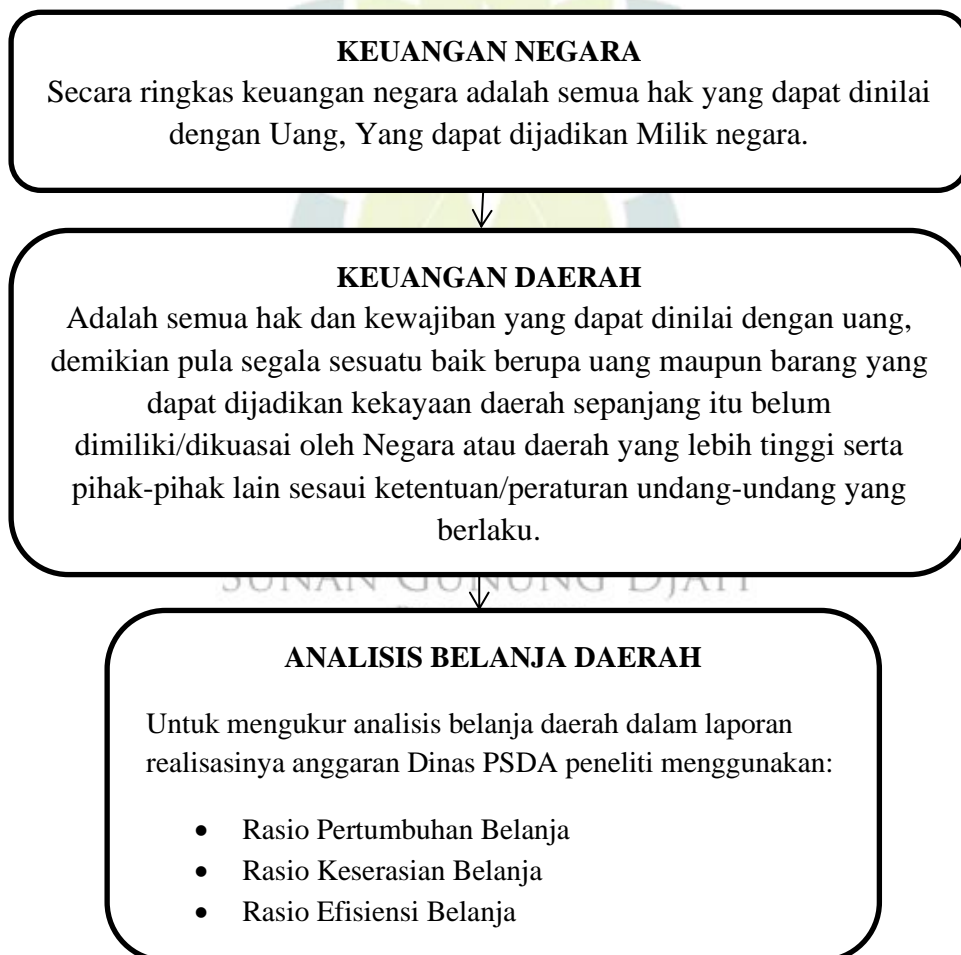 KEUANGAN NEGARA
Secara ringkas keuangan negara adalah semua hak yang dapat dinilai
dengan Uang, Yang dapat dijadikan Milik negara.
KEUANGAN DAERAH
Adalah semua hak dan kewajiban yang dapat dinilai dengan uang,
demikian pula segala sesuatu baik berupa uang maupun barang yang
dapat dijadikan kekayaan daerah sepanjang itu belum
dimiliki/dikuasai oleh Negara atau daerah yang lebih tinggi serta
pihak-pihak lain sesaui ketentuan/peraturan undang-undang yang
berlaku.
SUNAN GUNUNG DJATI
ANALISIS BELANJA DAERAH
Untuk mengukur analisis belanja daerah dalam laporan
realisasinya anggaran Dinas PSDA peneliti menggunakan:
• Rasio Pertumbuhan Belanja
• Rasio Keserasian Belanja
• Rasio Efisiensi Belanja